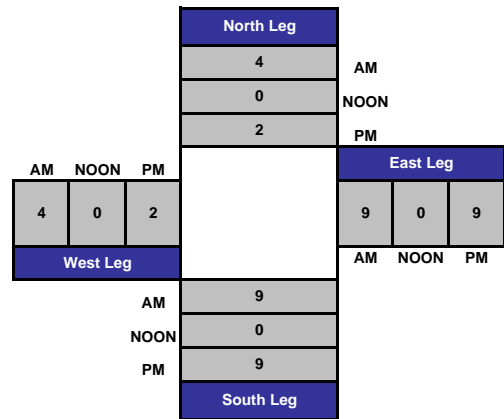 North Leg
4 AM
0 NOON
2 PM
AM NOON PM
East Leg
4 0 2
9 0 9
West Leg
AM NOON PM
AM 9
NOON 0
PM 9
South Leg